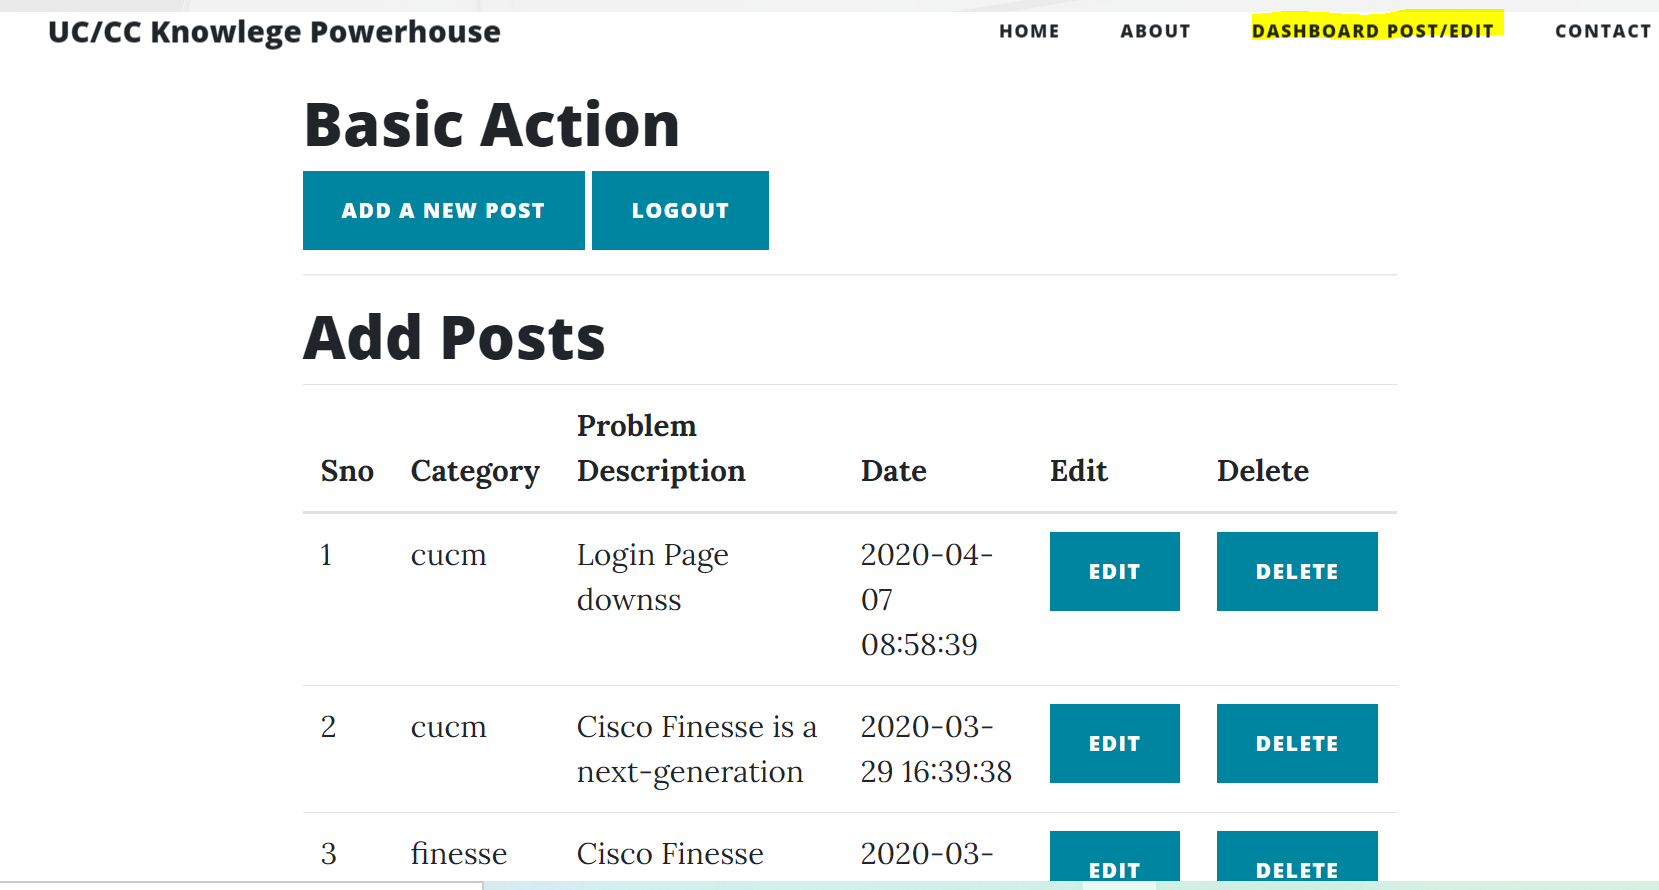 UC/CC Knowlege Powerhouse
HOME ABOUT DASHBOARD POST/EDIT CONTACT
Basic Action
ADD A NEW POST LOGOUT
Add Posts
Problem
Sno Category Description Date Edit Delete
1 cucm Login Page 2020-04-
downss 07
08:58:39
EDIT DELETE
2 cucm Cisco Finesse is a 2020-03-
next-generation 29 16:39:38
EDIT DELETE
3 finesse Cisco Finesse 2020-03-
EDIT DELETE